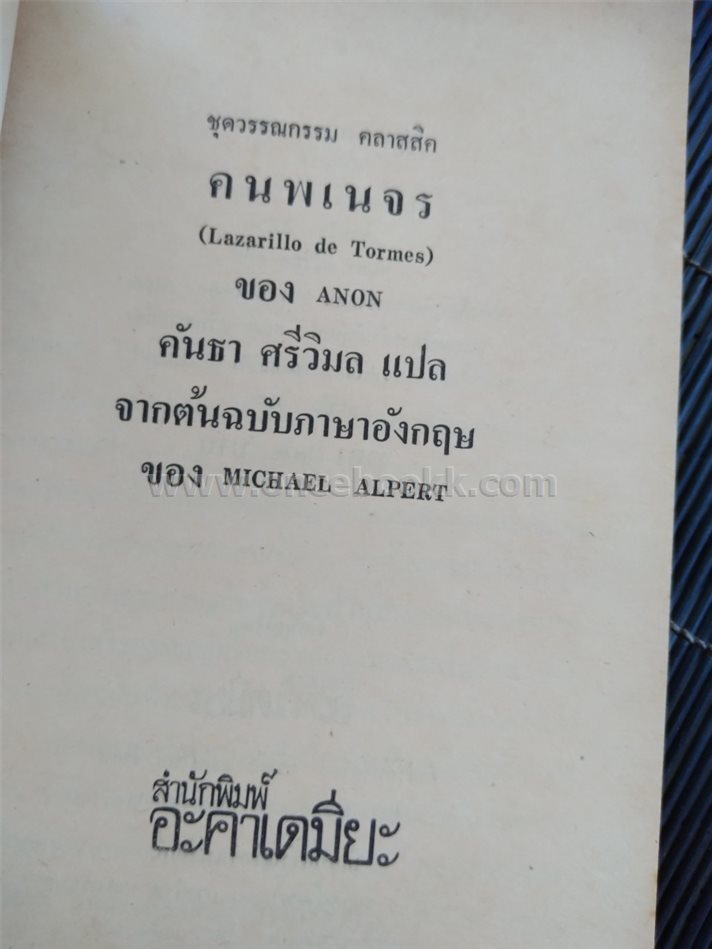 ชุดวรรณกรรม คลาสสิค
คนพเนจร
(Lazarillo de Tormes)
ของ ANON
คันธา ศรีวิมล แปล
จากต้นฉบับภาษาอังกฤษ
ของ MICHAEL ALPERT
สำนักพิมพ์
อะคาเดมี่ยะ